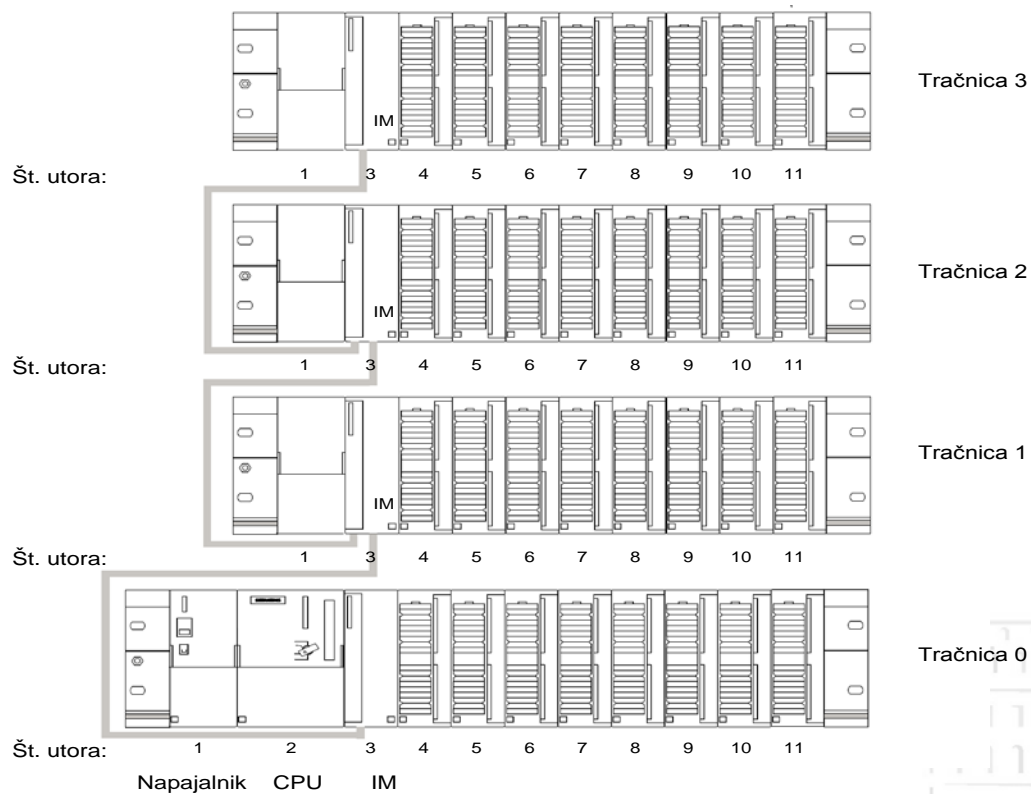 Tračnica 3
IM
Št. utora: 1 3 4 5 6 7 8 9 10 11
Tračnica 2
IM
Št. utora: 1 3 4 5 6 7 8 9 10 11
Tračnica 1
IM
Št. utora: 1 3 4 5 6 7 8 9 10 11
Tračnica 0
Št. utora: 1 2 3 4 5 6 7 8 9 10 11
Napajalnik CPU IM